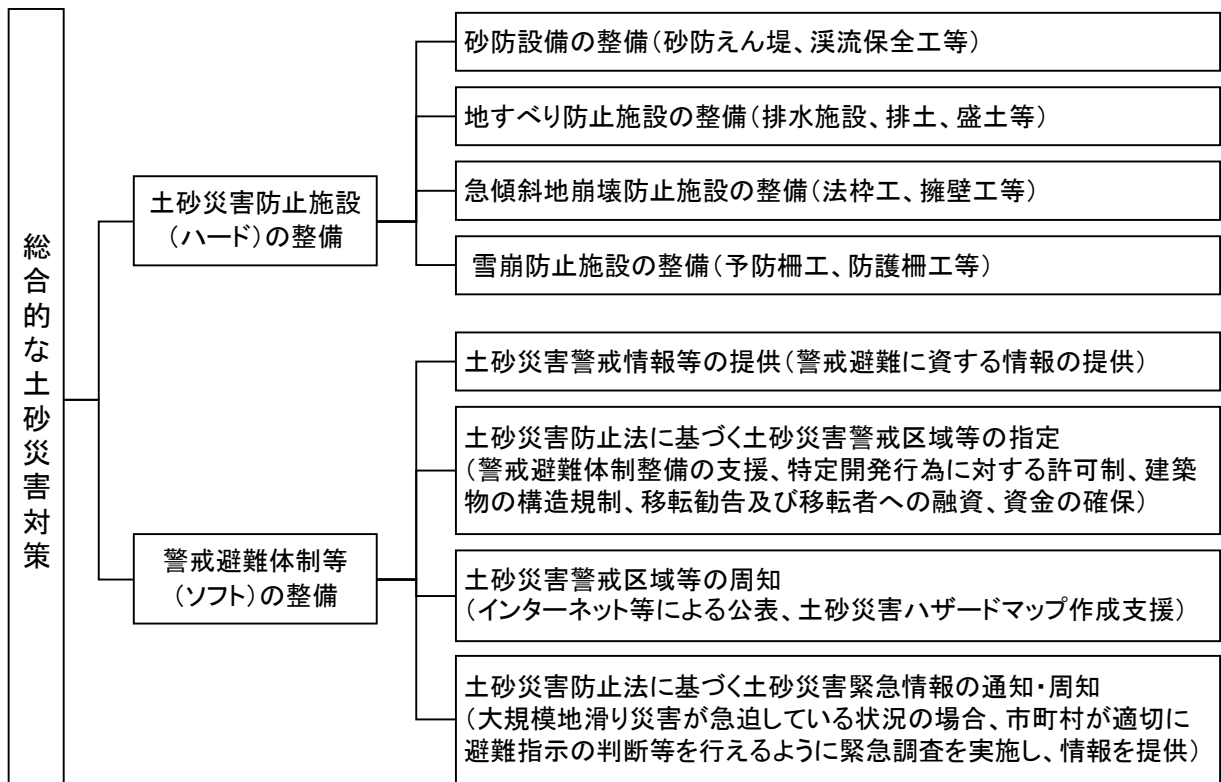 総合的な土砂災害対策
土砂災害防止施設
（ハード）の整備
砂防設備の整備（砂防えん堤、渓流保全工等）
地すべり防止施設の整備（排水施設、排土、盛土等）
急傾斜地崩壊防止施設の整備（法枠工、擁壁工等）
雪崩防止施設の整備（予防柵工、防護柵工等）
警戒避難体制等
（ソフト）の整備
土砂災害警戒情報等の提供（警戒避難に資する情報の提供）
土砂災害防止法に基づく土砂災害警戒区域等の指定
（警戒避難体制整備の支援、特定開発行為に対する許可制、建築
物の構造規制、移転勧告及び移転者への融資、資金の確保）
土砂災害警戒区域等の周知
（インターネット等による公表、土砂災害ハザードマップ作成支援）
土砂災害防止法に基づく土砂災害緊急情報の通知・周知
（大規模地滑り災害が急迫している状況の場合、市町村が適切に
避難指示の判断等を行えるように緊急調査を実施し、情報を提供）